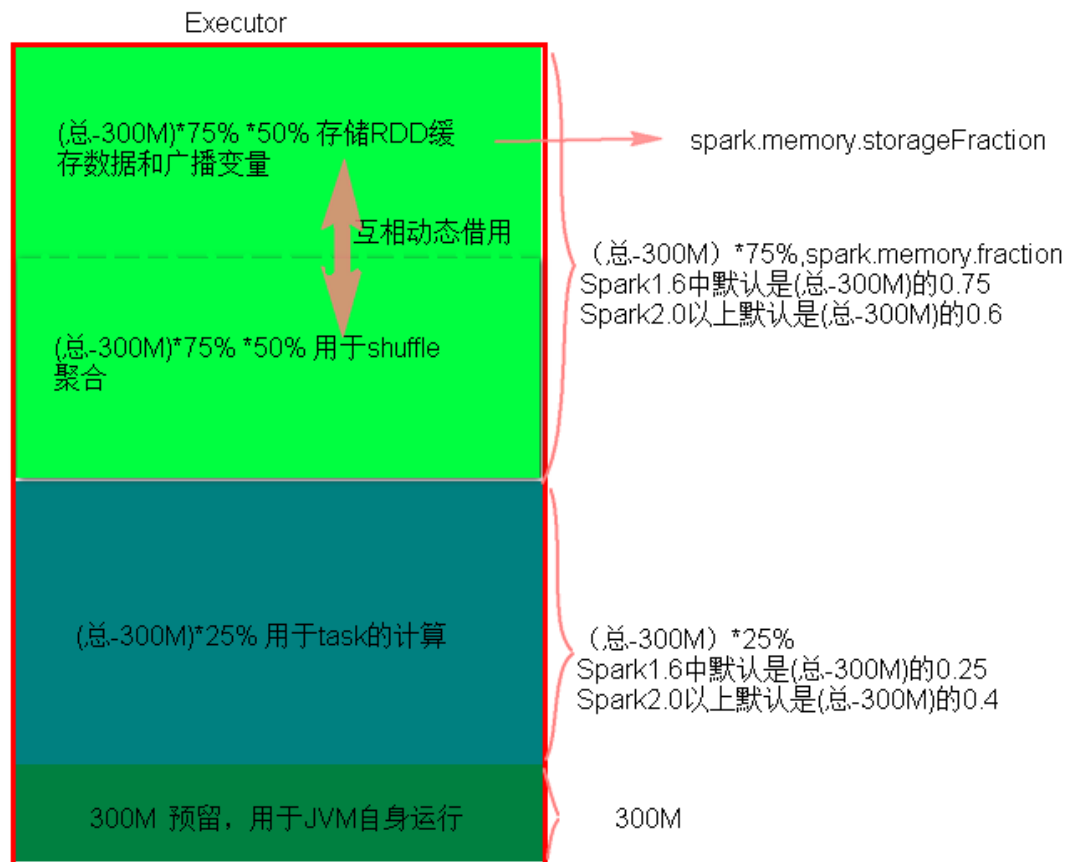 Executor
(总-300M)*75% *50% 存储RDD缓
存数据和广播变量
spark.memory.storageFraction
互相动态借用
（总-300M）*75%,spark.memory.fraction
Spark1.6中默认是(总-300M)的0.75
Spark2.0以上默认是(总-300M)的0.6
(总-300M)*75% *50% 用于shuffle
聚合
(总-300M)*25% 用于task的计算
（总-300M）*25%
Spark1.6中默认是(总-300M)的0.25
Spark2.0以上默认是(总-300M)的0.4
300M 预留，用于JVM自身运行
300M